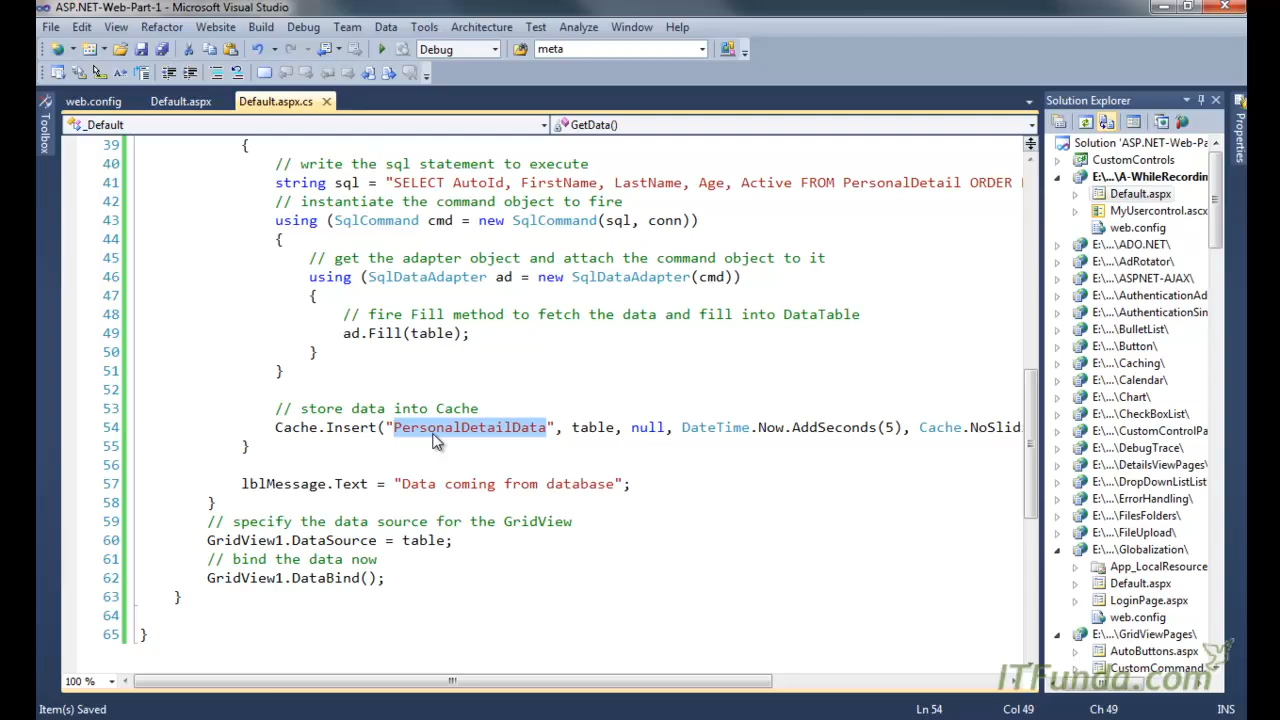 ASP.NET-Web-Part-1 - Microsoft Visual Studio
File Edit View Refactor Website Build Debug Team Data Tools Architecture Test Analyze Window Help
Debug meta
web.config Default.aspx Default.aspx.cs
Toolbox
_Default GetData()
39 {
40 // write the sql statement to execute
41 string sql = "SELECT AutoId, FirstName, LastName, Age, Active FROM PersonalDetail ORDER
42 // instantiate the command object to fire
43 using (SqlCommand cmd = new SqlCommand(sql, conn))
44 {
45 // get the adapter object and attach the command object to it
46 using (SqlDataAdapter ad = new SqlDataAdapter(cmd))
47 {
48 // fire Fill method to fetch the data and fill into DataTable
49 ad.Fill(table);
50 }
51 }
52
53 // store data into Cache
54 Cache.Insert("PersonalDetailData", table, null, DateTime.Now.AddSeconds(5), Cache.NoSlid
55 }
56
57 lblMessage.Text = "Data coming from database";
58 }
59 // specify the data source for the GridView
60 GridView1.DataSource = table;
61 // bind the data now
62 GridView1.DataBind();
63 }
64
65 }
100 %
Solution Explorer
Solution 'ASP.NET-Web-Pa
CustomControls
E:\...\A-WhileRecordin
Default.aspx
MyUsercontrol.ascx
web.config
E:\...\ADO.NET\
E:\...\AdRotator\
E:\...\ASPNET-AJAX\
E:\...\AuthenticationAd
E:\...\AuthenticationSin
E:\...\BulletList\
E:\...\Button\
E:\...\Caching\
E:\...\Calendar\
E:\...\Chart\
E:\...\CheckBoxList\
E:\...\CustomControlPa
E:\...\DebugTrace\
E:\...\DetailsViewPages\
E:\...\DropDownListList
E:\...\ErrorHandling\
E:\...\FilesFolders\
E:\...\FileUpload\
E:\...\Globalization\
App_LocalResource
Default.aspx
LoginPage.aspx
web.config
E:\...\GridViewPages\
AutoButtons.aspx
CustomCommand
Properties
ITFunda.com
Item(s) Saved Ln 54 Col 49 Ch 49 INS